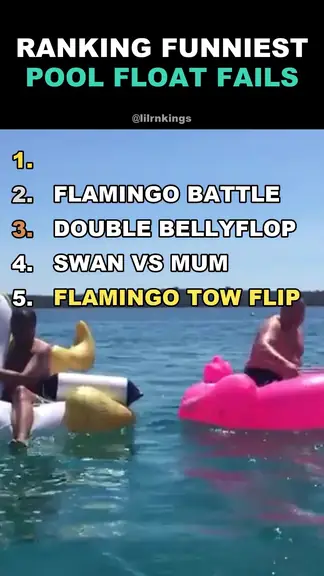 RANKING FUNNIEST
POOL FLOAT FAILS
@lilrnkings
1.
2. FLAMINGO BATTLE
3. DOUBLE BELLYFLOP
4. SWAN VS MUM
5. FLAMINGO TOW FLIP